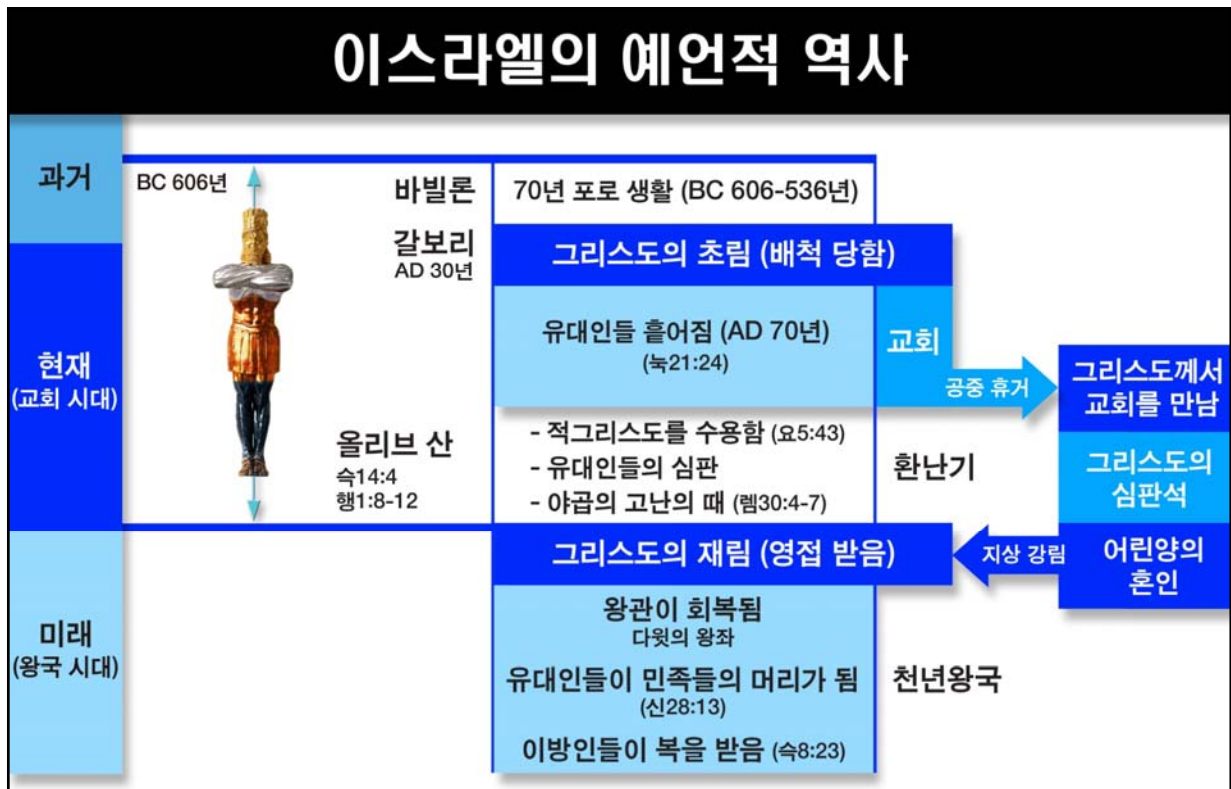 이스라엘의 예언적 역사
과거
BC 606년
바빌론
70년 포로 생활 (BC 606-536년)
갈보리
AD 30년
그리스도의 초림 (배척 당함)
현재
(교회 시대)
유대인들 흩어짐 (AD 70년)
(눅21:24)
교회
공중 휴거
그리스도께서
교회를 만남
올리브 산
슥14:4
행1:8-12
- 적그리스도를 수용함 (요5:43)
- 유대인들의 심판
- 야곱의 고난의 때 (렘30:4-7)
환난기
그리스도의
심판석
그리스도의 재림 (영접 받음)
지상 강림
어린양의
혼인
미래
(왕국 시대)
왕관이 회복됨
다윗의 왕좌
유대인들이 민족들의 머리가 됨
(신28:13)
이방인들이 복을 받음 (슥8:23)
천년왕국